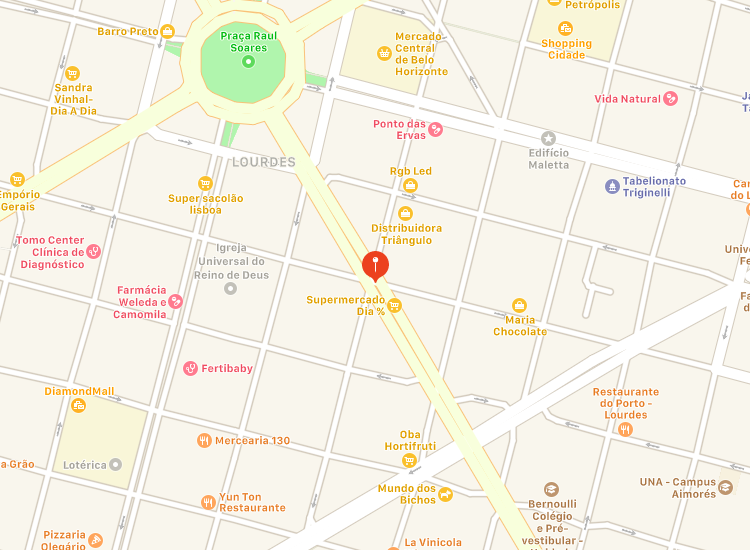 Petrópolis
Barro Preto
Praça Raul
Soares
Mercado
Central
de Belo
Horizonte
Shopping
Cidade
Sandra
Vinhal-
Dia A Dia
Vida Natural
Ponto das
Ervas
Edifício
Maletta
LOURDES
Rgb Led
Tabelionato
Triginelli
Empório
Gerais
Super sacolão
lisboa
Distribuidora
Triângulo
Tomo Center
Clínica de
Diagnóstico
Igreja
Universal do
Reino de Deus
Farmácia
Weleda e
Camomila
Supermercado
Dia %
Maria
Chocolate
Fertibaby
DiamondMall
Restaurante
do Porto -
Lourdes
Mercearia 130
Oba
Hortifruti
Lotérica
a Grão
Mundo dos
Bichos
UNA - Campus
Aimorés
Yun Ton
Restaurante
Bernoulli
Colégio
e Pré-
vestibular -
Pizzaria
Olegário
La Vinicola